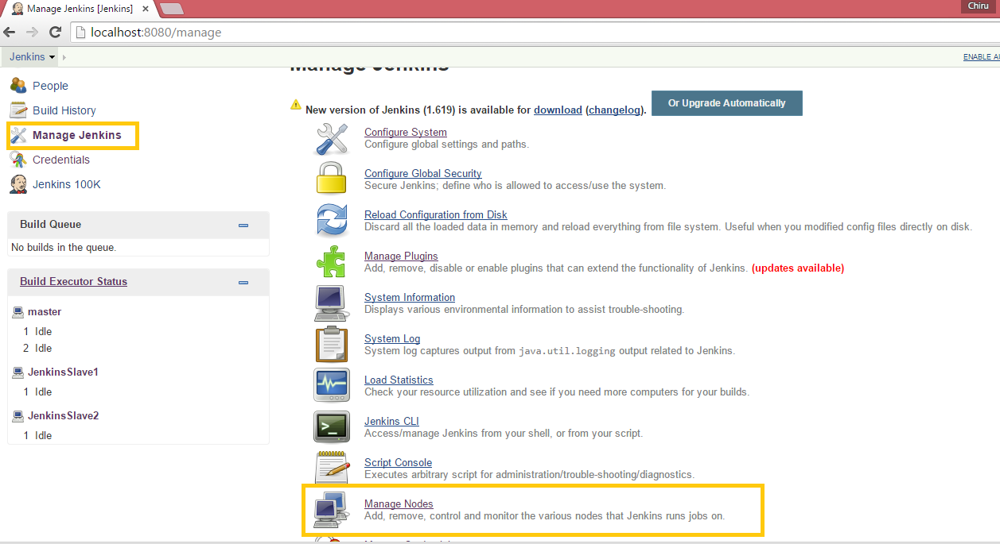 Manage Jenkins [Jenkins]
Chiru
localhost:8080/manage
Jenkins
ENABLE AU
People
Build History
Manage Jenkins
Credentials
Jenkins 100K
Build Queue
No builds in the queue.
Build Executor Status
master
1 Idle
2 Idle
JenkinsSlave1
1 Idle
JenkinsSlave2
1 Idle
Manage Jenkins
New version of Jenkins (1.619) is available for download (changelog). Or Upgrade Automatically
Configure System
Configure global settings and paths.
Configure Global Security
Secure Jenkins; define who is allowed to access/use the system.
Reload Configuration from Disk
Discard all the loaded data in memory and reload everything from file system. Useful when you modified config files directly on disk.
Manage Plugins
Add, remove, disable or enable plugins that can extend the functionality of Jenkins. (updates available)
System Information
Displays various environmental information to assist trouble-shooting.
System Log
System log captures output from java.util.logging output related to Jenkins.
Load Statistics
Check your resource utilization and see if you need more computers for your builds.
Jenkins CLI
Access/manage Jenkins from your shell, or from your script.
Script Console
Executes arbitrary script for administration/trouble-shooting/diagnostics.
Manage Nodes
Add, remove, control and monitor the various nodes that Jenkins runs jobs on.